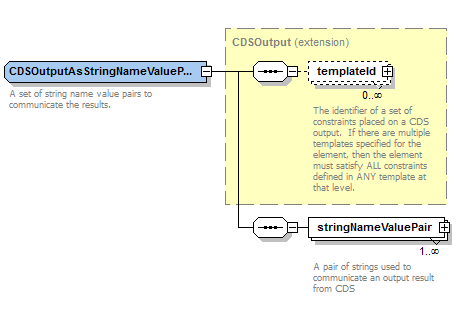 CDSOutput (extension)
CDSOutputAsStringNameValueP...
A set of string name value pairs to
communicate the results.
templateId
0..∞
The identifier of a set of
constraints placed on a CDS
output. If there are multiple
templates specified for the
element, then the element
must satisfy ALL constraints
defined in ANY template at
that level.
stringNameValuePair
1..∞
A pair of strings used to
communicate an output result
from CDS